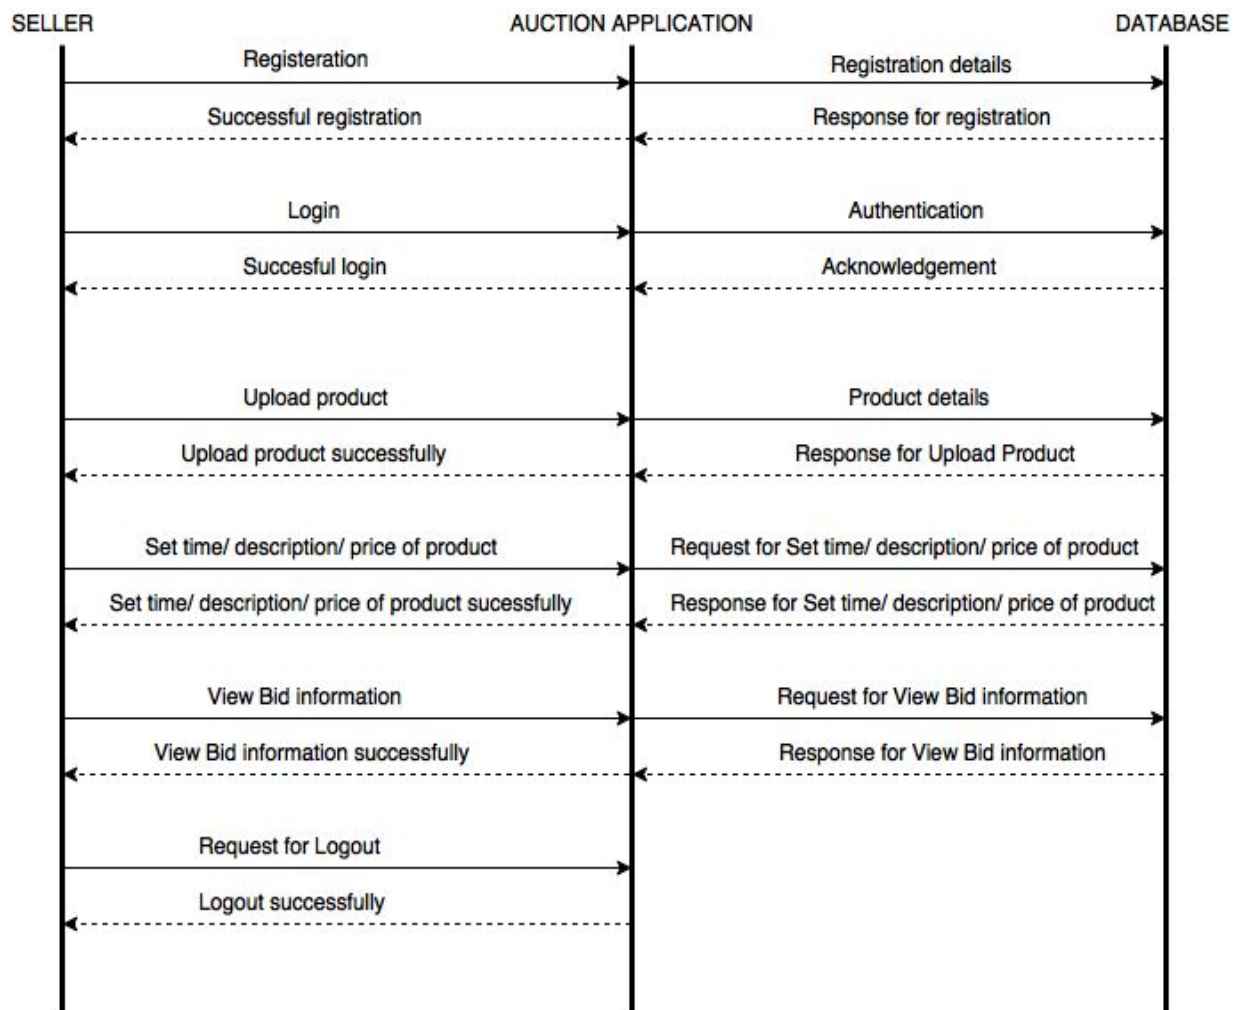 SELLER
AUCTION APPLICATION
DATABASE
Registeration
Registration details
Successful registration
Response for registration
Login
Authentication
Succesful login
Acknowledgement
Upload product
Product details
Upload product successfully
Response for Upload Product
Set time/ description/ price of product
Request for Set time/ description/ price of product
Set time/ description/ price of product sucessfully
Response for Set time/ description/ price of product
View Bid information
Request for View Bid information
View Bid information successfully
Response for View Bid information
Request for Logout
Logout successfully